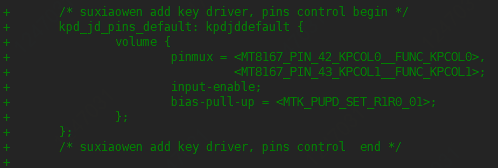 + /* suxiaowen add key driver, pins control begin */
+ kpd_jd_pins_default: kpdjddefault {
+ volume {
+ pinmux = <MT8167_PIN_42_KPCOL0__FUNC_KPCOL0>,
+ <MT8167_PIN_43_KPCOL1__FUNC_KPCOL1>;
+ input-enable;
+ bias-pull-up = <MTK_PUPD_SET_R1R0_01>;
+ };
+ };
+ /* suxiaowen add key driver, pins control  end */
+